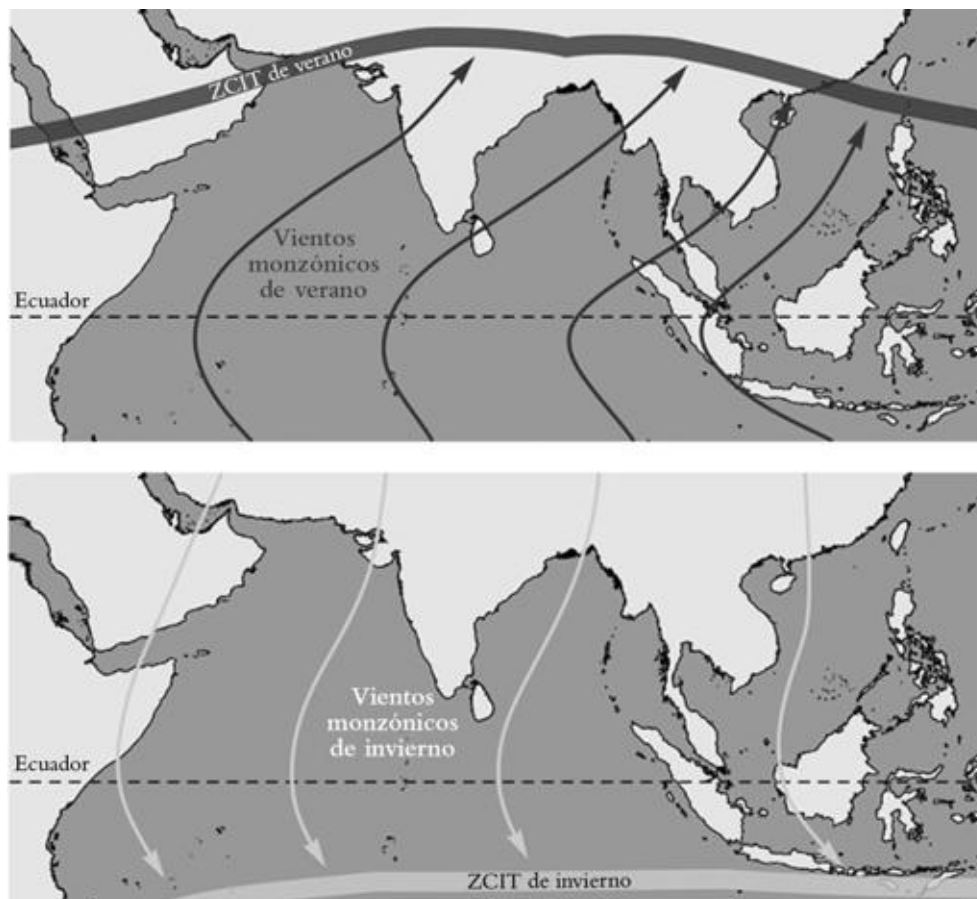 ZCIT de verano
Vientos
monzónicos
de verano
Ecuador
Vientos
monzónicos
de invierno
Ecuador
ZCIT de invierno